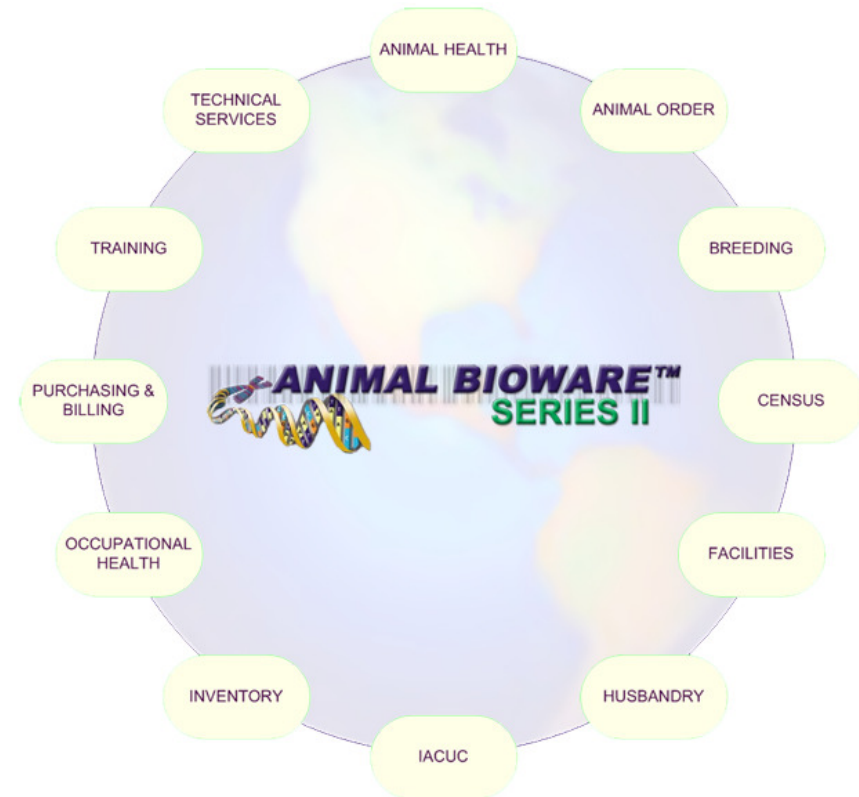 ANIMAL HEALTH
ANIMAL ORDER
BREEDING
CENSUS
FACILITIES
HUSBANDRY
IACUC
INVENTORY
OCCUPATIONAL
HEALTH
PURCHASING &
BILLING
TRAINING
TECHNICAL
SERVICES
ANIMAL BIOWARE™
SERIES II